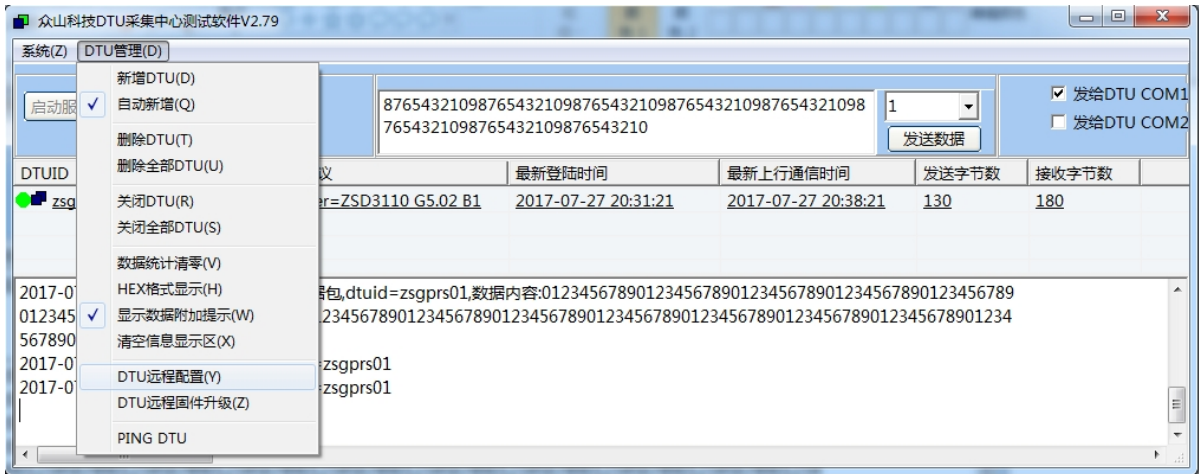 众山科技DTU采集中心测试软件V2.79
系统(Z) DTU管理(D)
新增DTU(D)
自动新增(Q)
删除DTU(T)
删除全部DTU(U)
关闭DTU(R)
关闭全部DTU(S)
数据统计清零(V)
HEX格式显示(H)
显示数据附加提示(W)
清空信息显示区(X)
DTU远程配置(Y)
DTU远程固件升级(Z)
PING DTU
启动服
876543210987654321098765432109876543210987654321098
7654321098765432109876543210
1
发送数据
发给DTU COM1
发给DTU COM2
DTUID 议 最新登陆时间 最新上行通信时间 发送字节数 接收字节数
zsg er=ZSD3110 G5.02 B1 2017-07-27 20:31:21 2017-07-27 20:38:21 130 180
2017-0 据包,dtuid=zsgprs01,数据内容:01234567890123456789012345678901234567890123456789
012345 234567890123456789012345678901234567890123456789012345678901234
567890
2017-0 =zsgprs01
2017-0 =zsgprs01